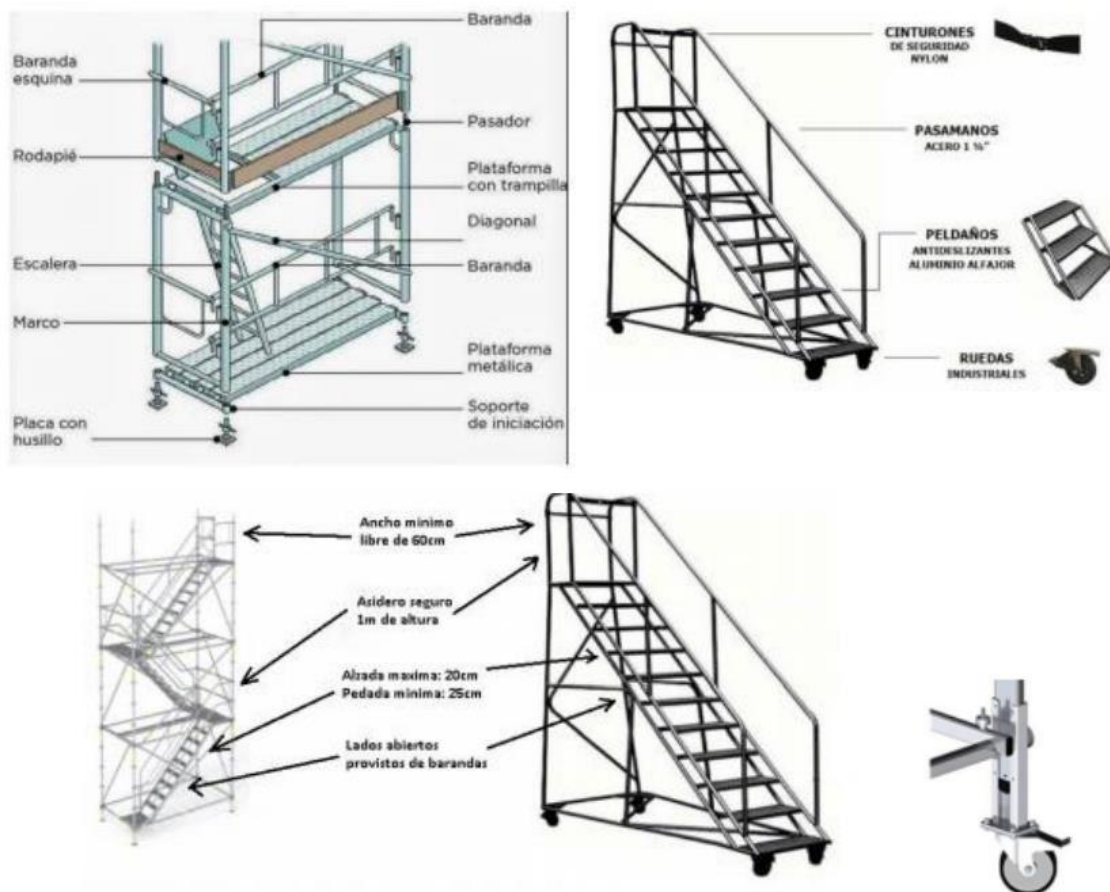 Baranda
Baranda
esquina
Pasador
Rodapié
Plataforma
con trampilla
Diagonal
Escalera
Baranda
Marco
Plataforma
metálica
Soporte
de iniciación
Placa con
husillo
CINTURONES
DE SEGURIDAD
NYLON
PASAMANOS
ACERO 1 ½"
PELDAÑOS
ANTIDESLIZANTES
ALUMINIO ALFAJOR
RUEDAS
INDUSTRIALES
Ancho minimo
libre de 60cm
Asidero seguro
1m de altura
Alzada maxima: 20cm
Pedada minima: 25cm
Lados abiertos
provistos de barandas